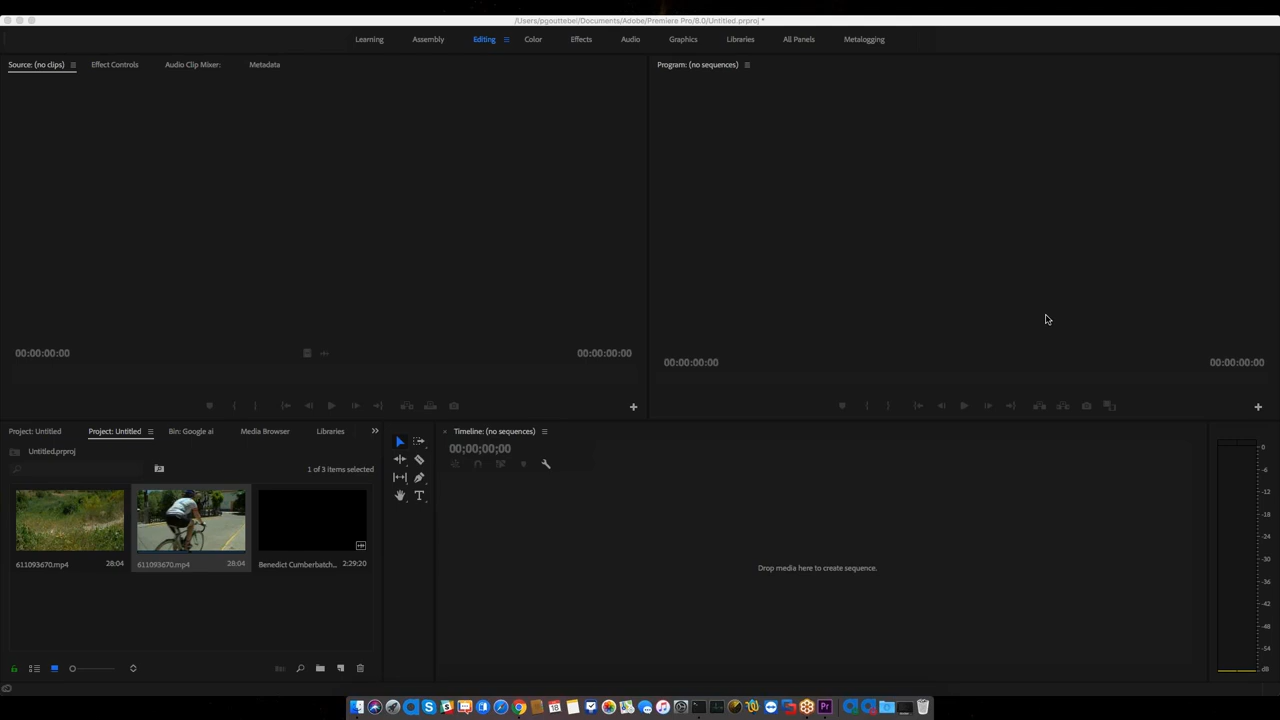 /Users/pgouttebel/Documents/Adobe/Premiere Pro/8.0/Untitled.prproj *
Learning Assembly Editing Color Effects Audio Graphics Libraries All Panels Metalogging
Source: (no clips) Effect Controls Audio Clip Mixer: Metadata
Program: (no sequences)
00:00:00:00 00:00:00:00
00:00:00:00 00:00:00:00
Project: Untitled Project: Untitled Bin: Google ai Media Browser Libraries
Untitled.prproj
1 of 3 items selected
611093670.mp4 28:04
611093670.mp4 28:04
Benedict Cumberbatch... 2:29:20
Timeline: (no sequences)
00;00;00;00
Drop media here to create sequence.
0
-6
-12
-18
-24
-30
-36
-42
-48
-54
dB